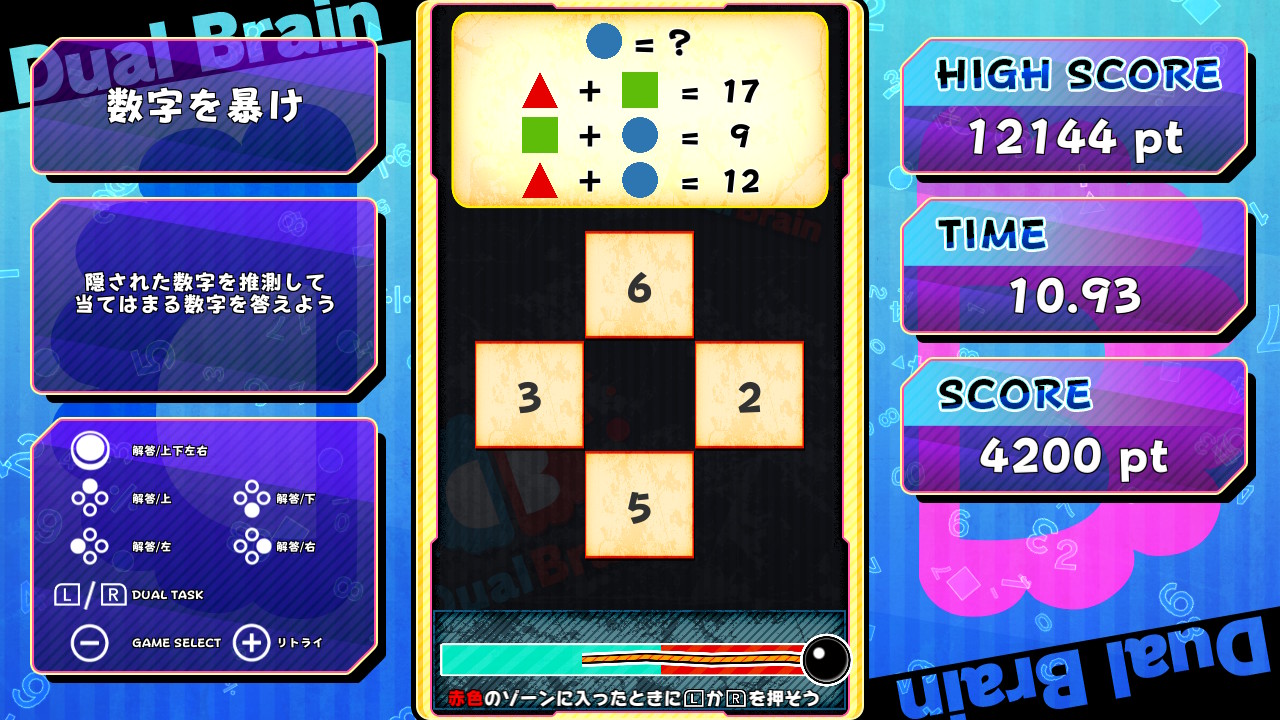 Dual Brain
数字を暴け
隠された数字を推測して
当てはまる数字を答えよう
解答/上下左右
解答/上
解答/下
解答/左
解答/右
L / R DUAL TASK
GAME SELECT
リトライ
= ?
+ = 17
+ = 9
+ = 12
6
3
2
5
赤色のゾーンに入ったときにLかRを押そう
HIGH SCORE
12144 pt
TIME
10.93
SCORE
4200 pt
Dual Brain